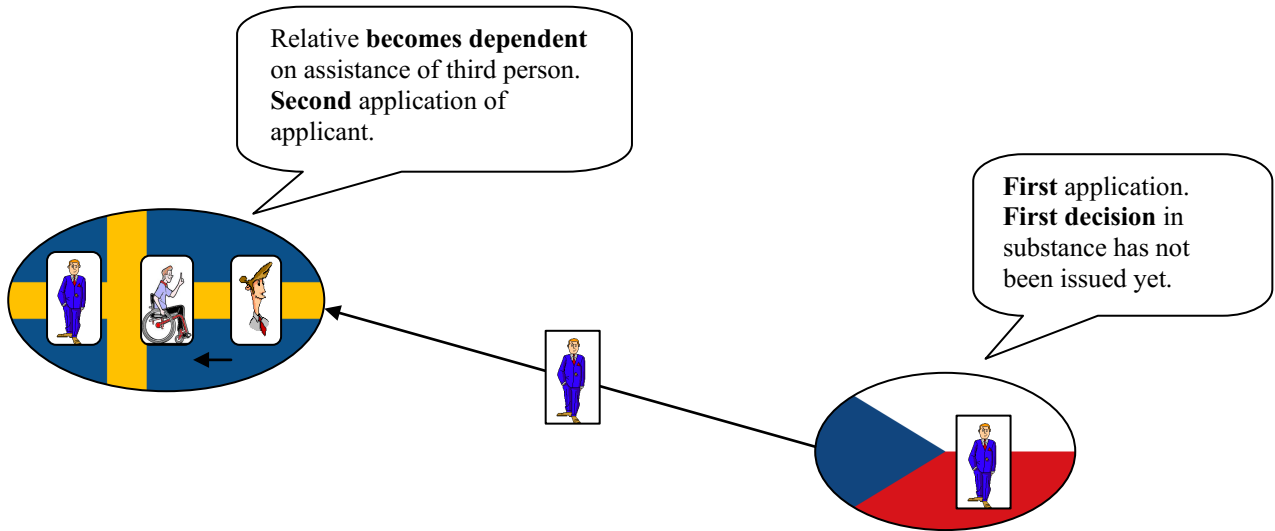 Relative becomes dependent
on assistance of third person.
Second application of
applicant.
First application.
First decision in
substance has not
been issued yet.